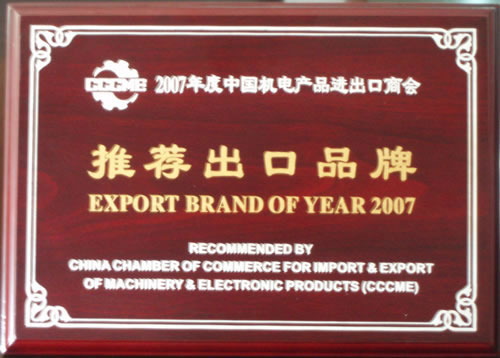 CCCME 2007年度中国机电产品进出口商会
推荐出口品牌
EXPORT BRAND OF YEAR 2007
RECOMMENDED BY
CHINA CHAMBER OF COMMERCE FOR IMPORT & EXPORT
OF MACHINERY & ELECTRONIC PRODUCTS (CCCME)